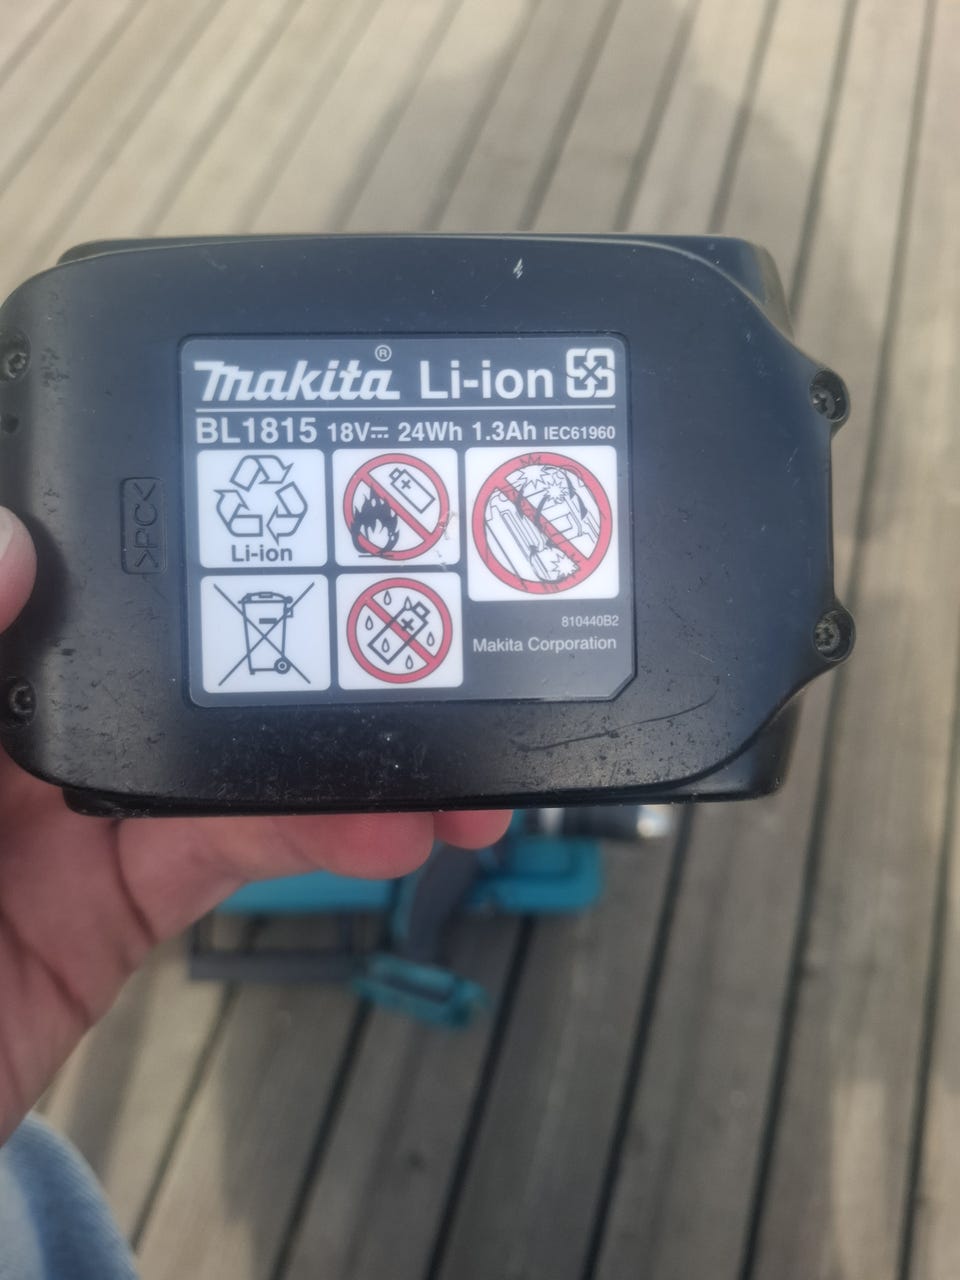 Makita® Li-ion
BL1815 18V⎓ 24Wh 1.3Ah IEC61960
Li-ion
810440B2
Makita Corporation
>PC<